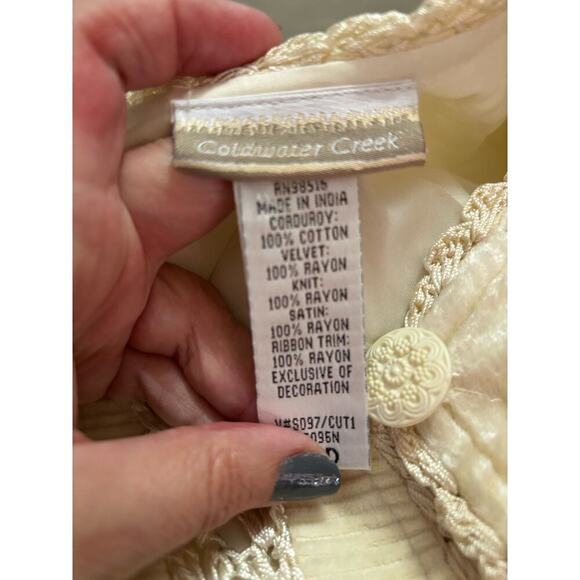 Coldwater Creek
RN98516
MADE IN INDIA
CORDUROY:
100% COTTON
VELVET:
100% RAYON
KNIT:
100% RAYON
SATIN:
100% RAYON
RIBBON TRIM:
100% RAYON
EXCLUSIVE OF
DECORATION
V#S097/CUT1